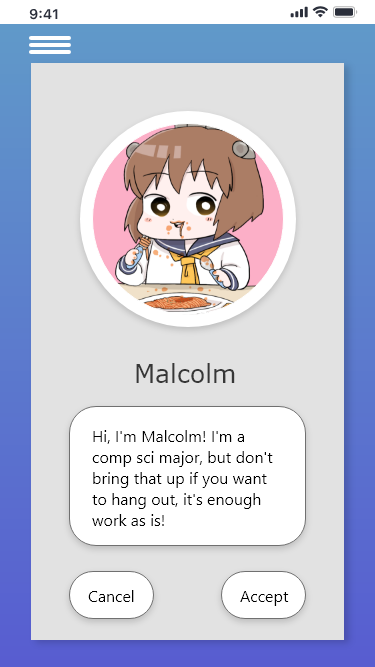 9:41
Malcolm
Hi, I'm Malcolm! I'm a
comp sci major, but don't
bring that up if you want
to hang out, it's enough
work as is!
Cancel
Accept